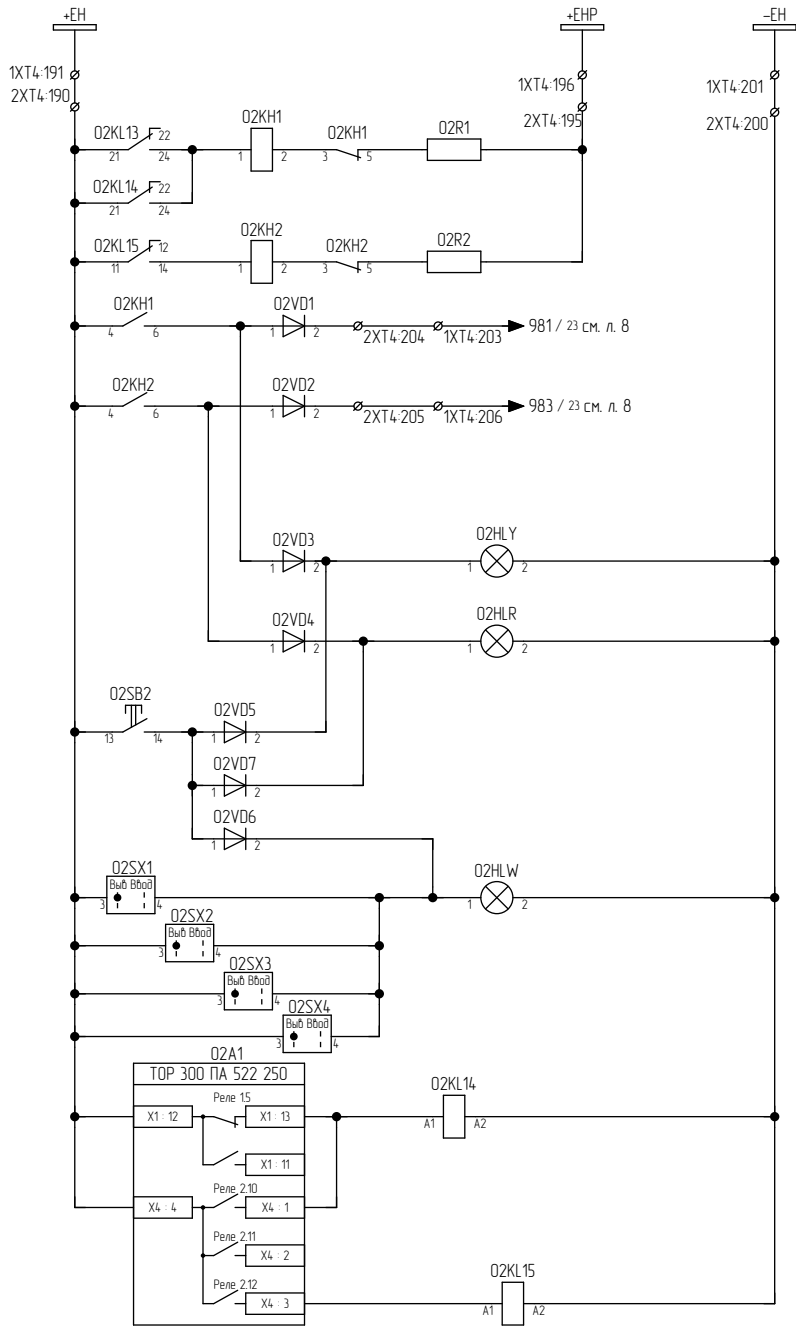 +EH +EHP –EH
1XT4:191 1XT4:196 1XT4:201
2XT4:190 2XT4:195 2XT4:200
02KL13 22 02KH1 02KH1 02R1
21 24 1 2 3 5
02KL14 22
21 24
02KL15 12 02KH2 02KH2 02R2
11 14 1 2 3 5
02KH1 02VD1
4 6 1 2 2XT4:204 1XT4:203 981 / 23 см. л. 8
02KH2 02VD2
4 6 1 2 2XT4:205 1XT4:206 983 / 23 см. л. 8
02VD3 02HLY
1 2 1 2
02VD4 02HLR
1 2 1 2
02SB2 02VD5
13 14 1 2
02VD7
1 2
02VD6
1 2
02SX1 02HLW
Выв Ввод
3 4 1 2
02SX2
Выв Ввод
3 4
02SX3
Выв Ввод
3 4
02SX4
Выв Ввод
3 4
02A1
ТОР 300 ПА 522 250
Реле 1.5 02KL14
X1 : 12 X1 : 13 A1 A2
X1 : 11
Реле 2.10
X4 : 4 X4 : 1
Реле 2.11
X4 : 2
Реле 2.12 02KL15
X4 : 3 A1 A2